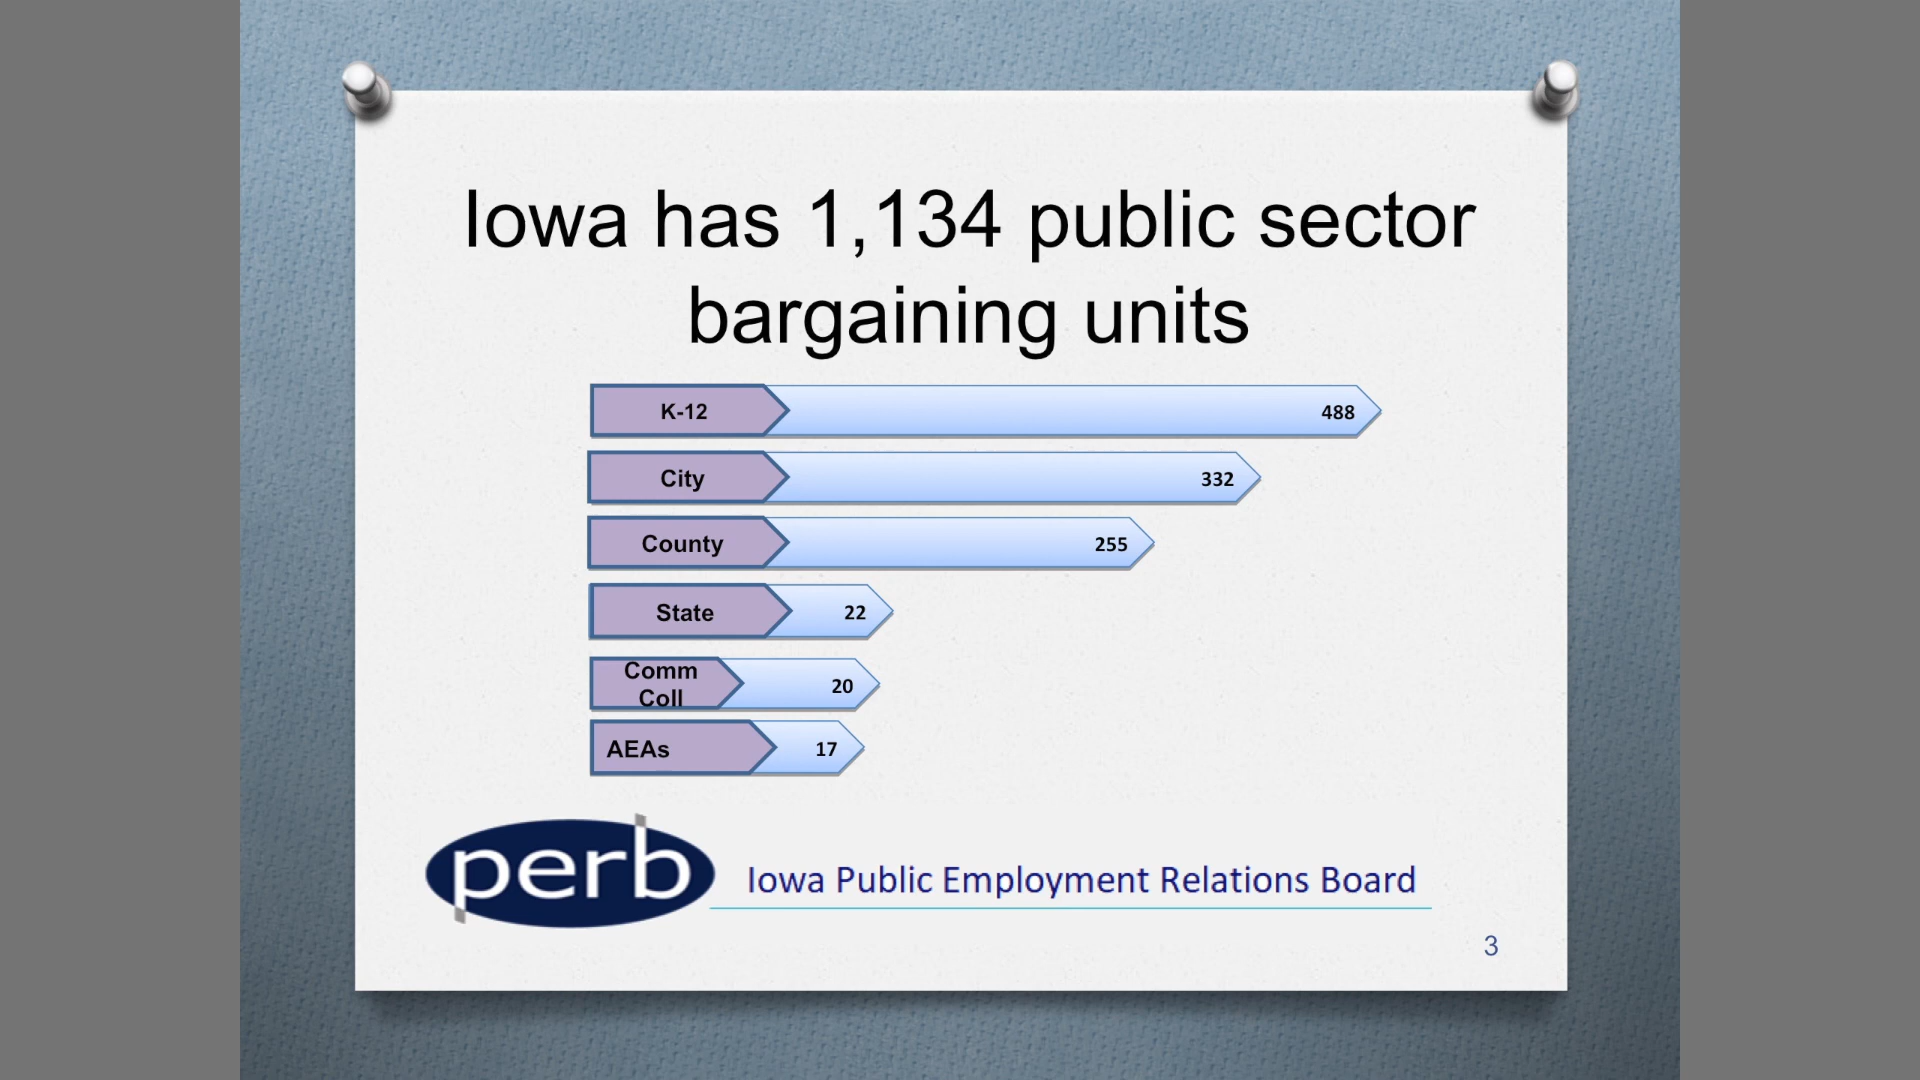 Iowa has 1,134 public sector
bargaining units
K-12 488
City 332
County 255
State 22
Comm
Coll 20
AEAs 17
perb Iowa Public Employment Relations Board
3